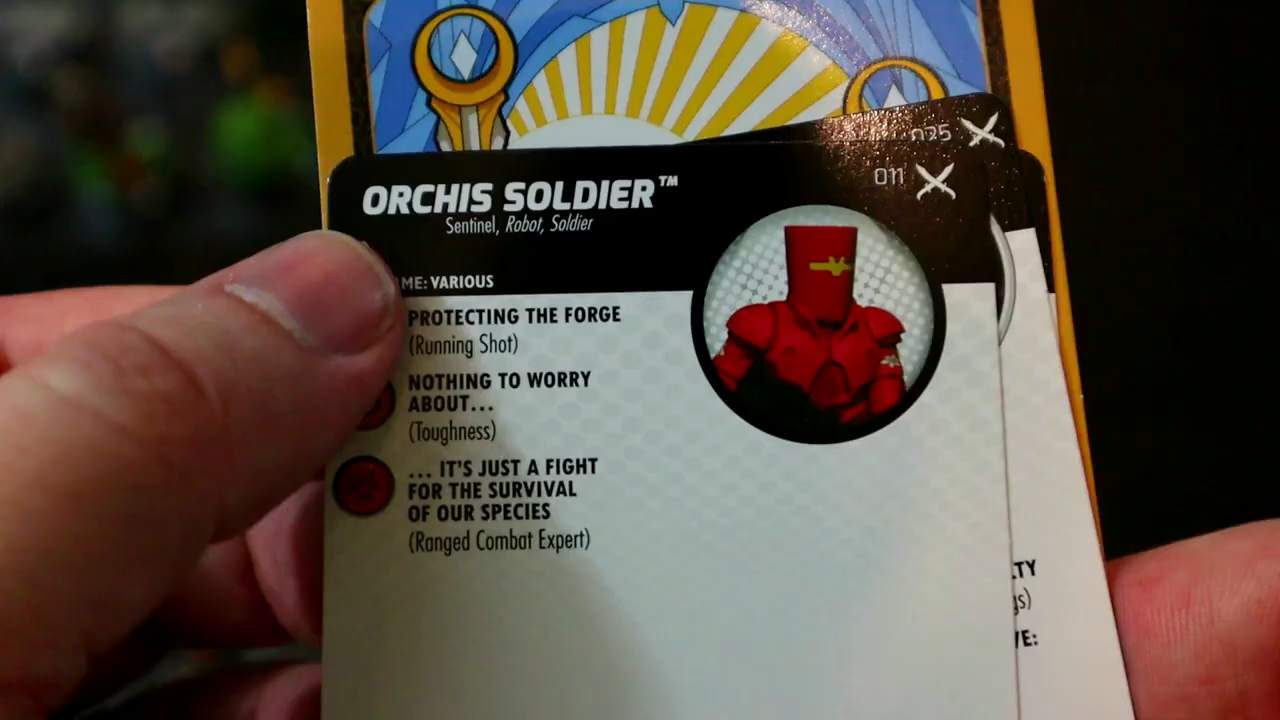 025
011
ORCHIS SOLDIER™
Sentinel, Robot, Soldier
ME: VARIOUS
PROTECTING THE FORGE
(Running Shot)
NOTHING TO WORRY
ABOUT...
(Toughness)
... IT'S JUST A FIGHT
FOR THE SURVIVAL
OF OUR SPECIES
(Ranged Combat Expert)
TY
gs)
VE: